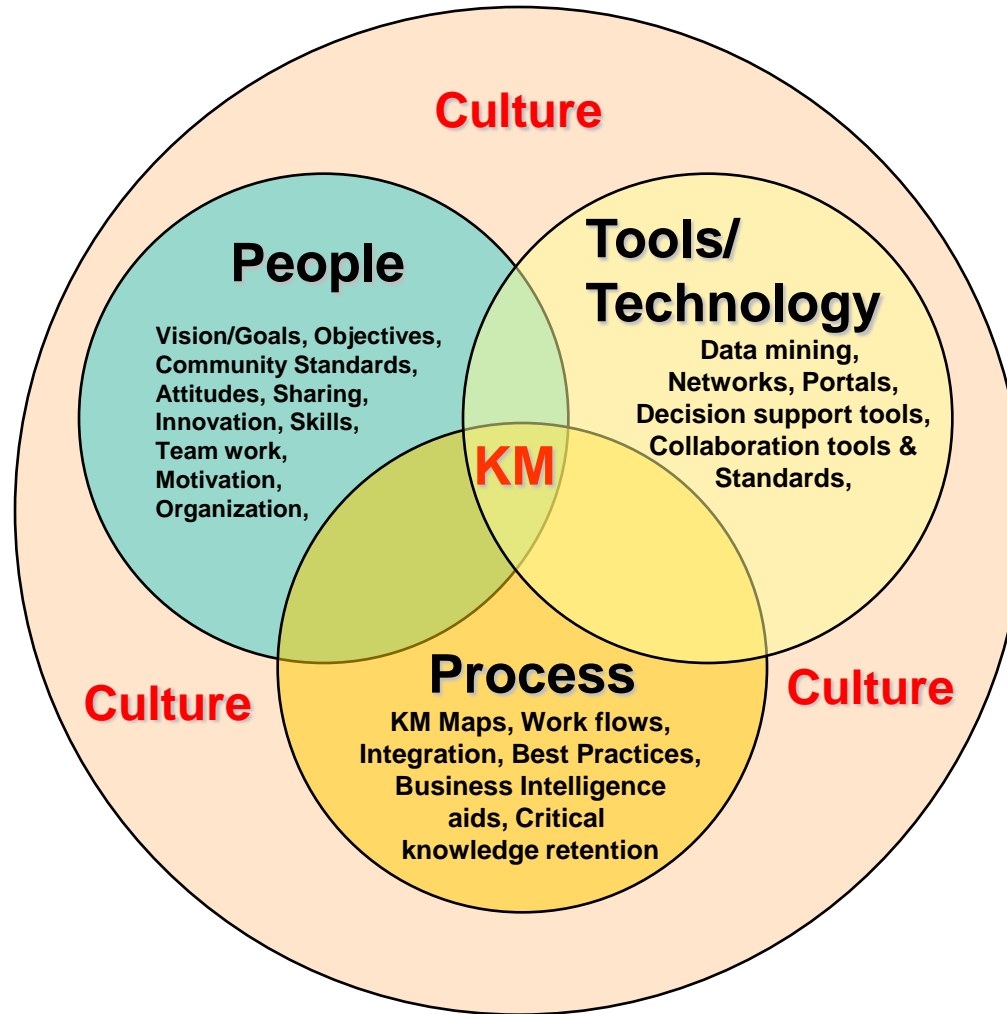 Culture
People
Vision/Goals, Objectives,
Community Standards,
Attitudes, Sharing,
Innovation, Skills,
Team work,
Motivation,
Organization,
Tools/
Technology
Data mining,
Networks, Portals,
Decision support tools,
Collaboration tools &
Standards,
KM
Culture
Process
KM Maps, Work flows,
Integration, Best Practices,
Business Intelligence
aids, Critical
knowledge retention
Culture